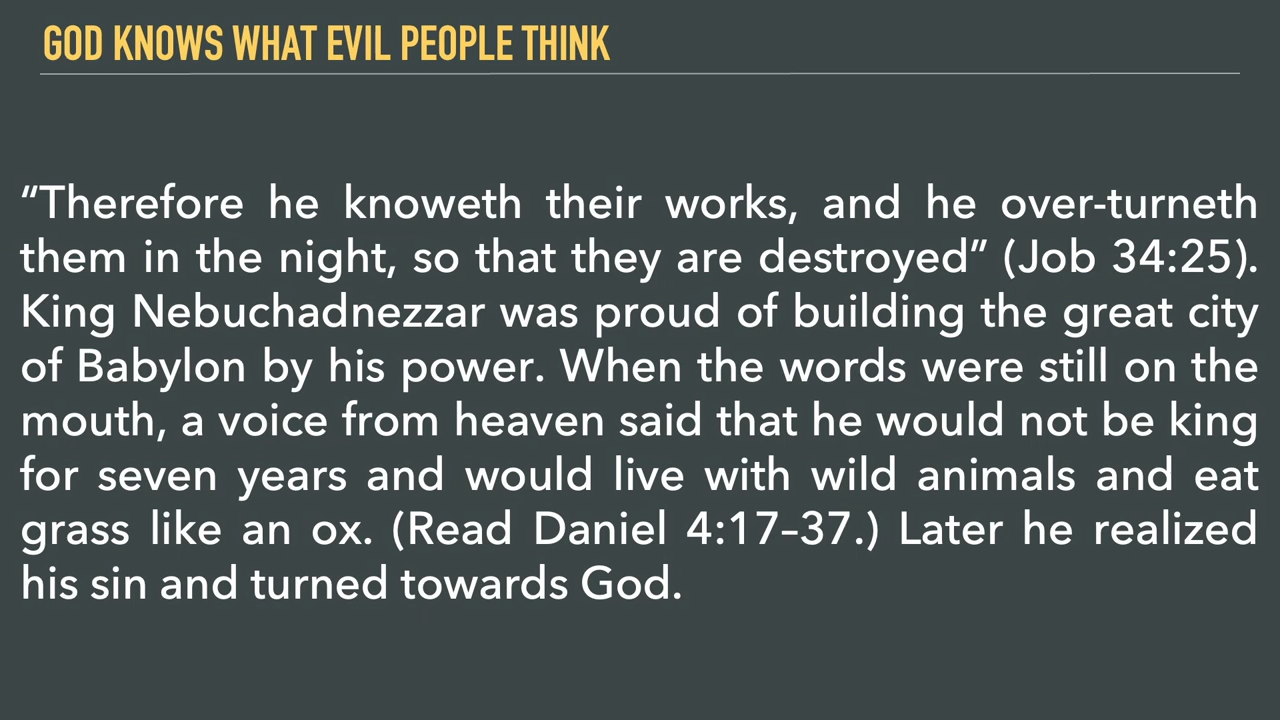 GOD KNOWS WHAT EVIL PEOPLE THINK
“Therefore he knoweth their works, and he over-turneth
them in the night, so that they are destroyed” (Job 34:25).
King Nebuchadnezzar was proud of building the great city
of Babylon by his power. When the words were still on the
mouth, a voice from heaven said that he would not be king
for seven years and would live with wild animals and eat
grass like an ox. (Read Daniel 4:17–37.) Later he realized
his sin and turned towards God.